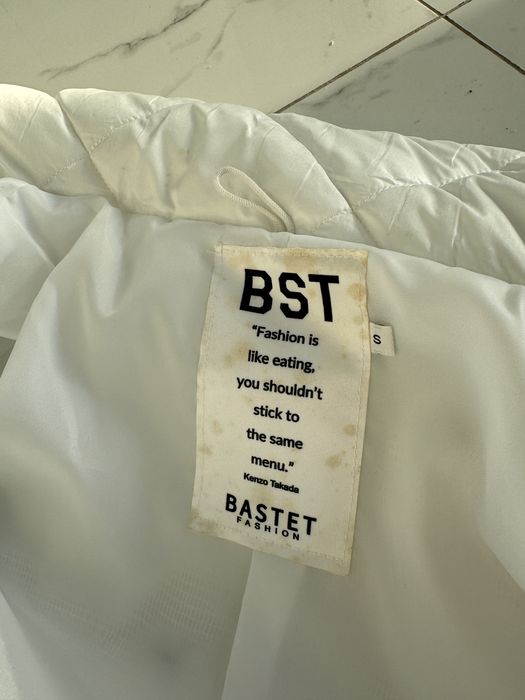 BST
“Fashion is
like eating,
you shouldn’t
stick to
the same
menu.”
Kenzo Takada
BASTET
FASHION
S